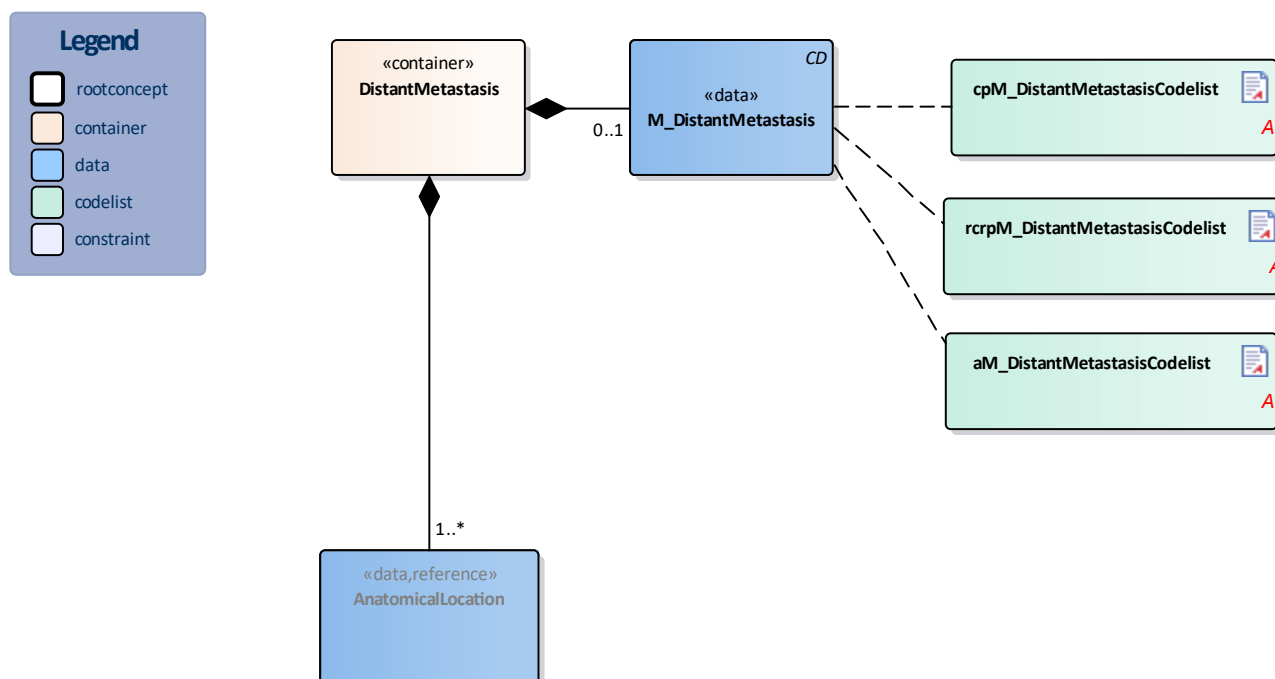 Legend
rootconcept
container
data
codelist
constraint
«container»
DistantMetastasis
0..1
CD
«data»
M_DistantMetastasis
cpM_DistantMetastasisCodelist
A
rcrpM_DistantMetastasisCodelist
A
aM_DistantMetastasisCodelist
A
1..*
«data,reference»
AnatomicalLocation